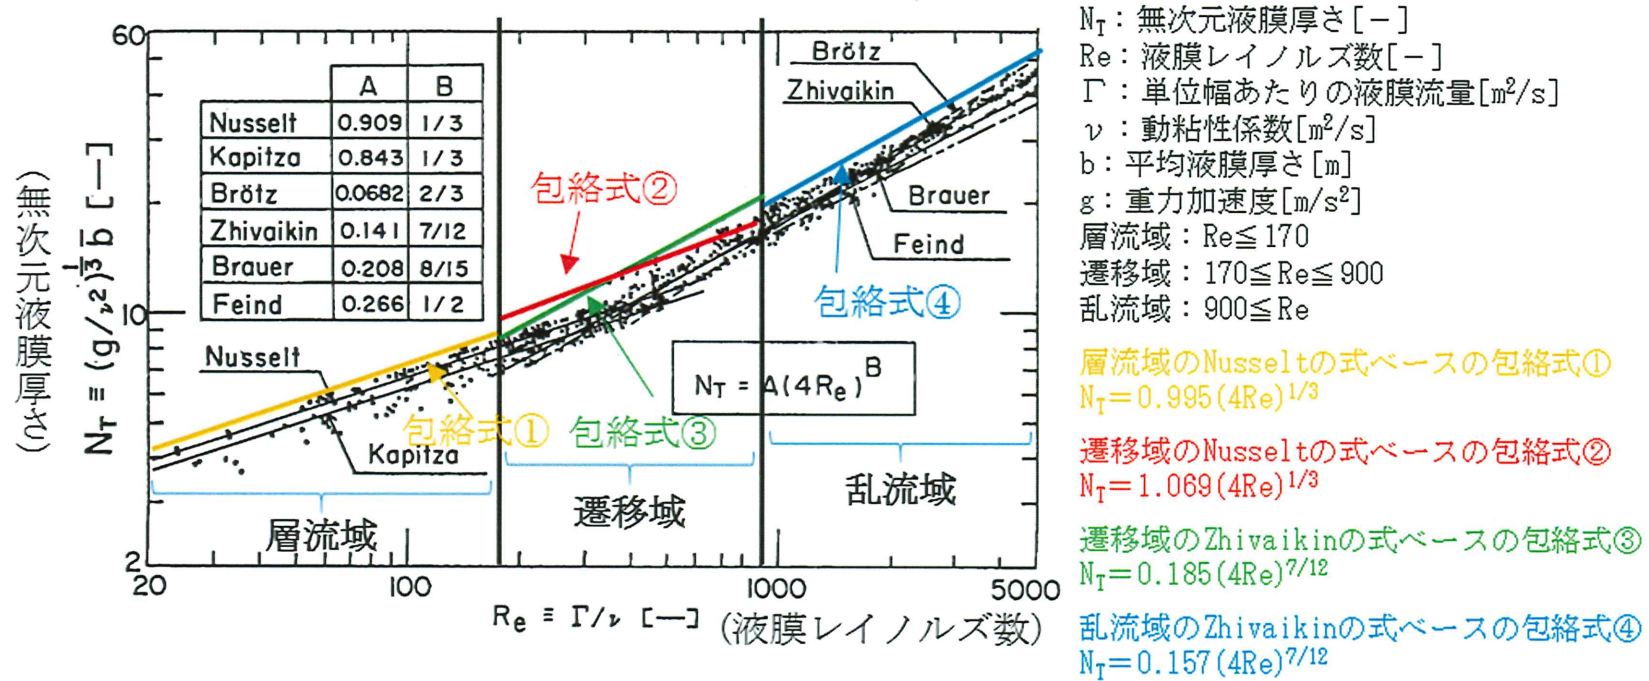 60
10
2
20
100
1000
5000
(無次元液膜厚さ)
N_T ≡ (g/ν²)^{1/3} b̄ [—]
R_e ≡ Γ/ν [—] (液膜レイノルズ数)
A B
Nusselt 0.909 1/3
Kapitza 0.843 1/3
Brötz 0.0682 2/3
Zhivaikin 0.141 7/12
Brauer 0.208 8/15
Feind 0.266 1/2
Brötz
Zhivaikin
包絡式②
Brauer
Feind
包絡式④
Nusselt
N_T = A(4R_e)^B
包絡式①
包絡式③
Kapitza
層流域
遷移域
乱流域
N_T：無次元液膜厚さ[－]
Re：液膜レイノルズ数[－]
Γ：単位幅あたりの液膜流量[m²/s]
ν：動粘性係数[m²/s]
b：平均液膜厚さ[m]
g：重力加速度[m/s²]
層流域：Re≦170
遷移域：170≦Re≦900
乱流域：900≦Re
層流域のNusseltの式ベースの包絡式①
N_T＝0.995(4Re)^{1/3}
遷移域のNusseltの式ベースの包絡式②
N_T＝1.069(4Re)^{1/3}
遷移域のZhivaikinの式ベースの包絡式③
N_T＝0.185(4Re)^{7/12}
乱流域のZhivaikinの式ベースの包絡式④
N_T＝0.157(4Re)^{7/12}